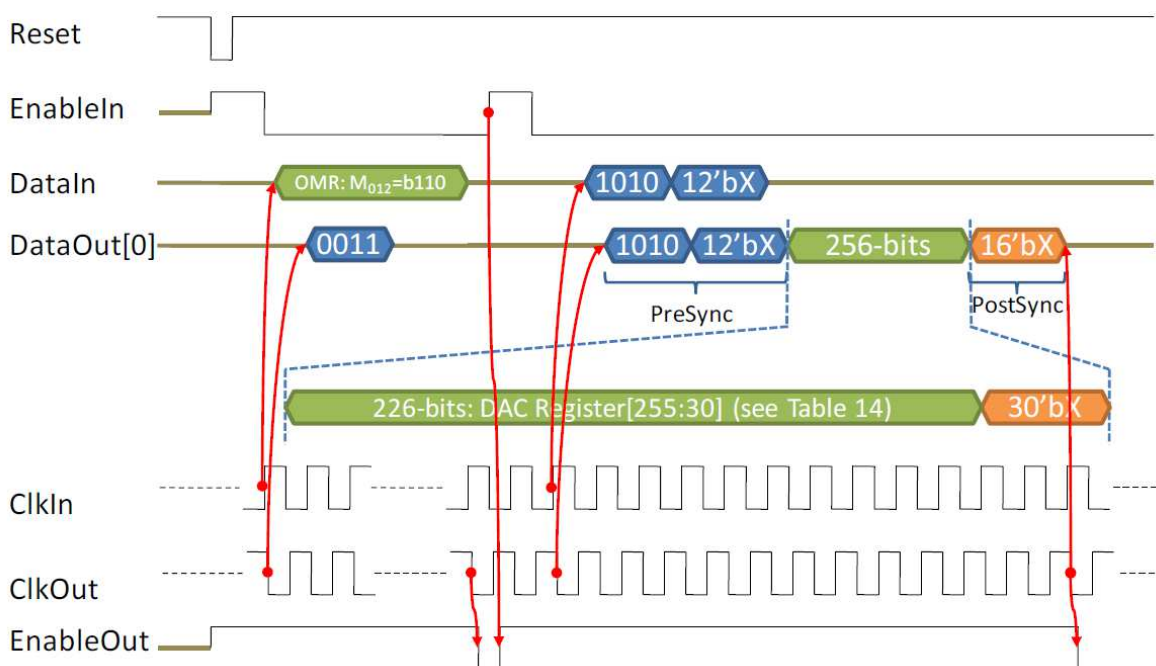 Reset
EnableIn
DataIn
OMR: M012=b110
1010
12'bX
DataOut[0]
0011
1010
12'bX
256-bits
16'bX
PreSync
PostSync
226-bits: DAC Register[255:30] (see Table 14)
30'bX
ClkIn
ClkOut
EnableOut